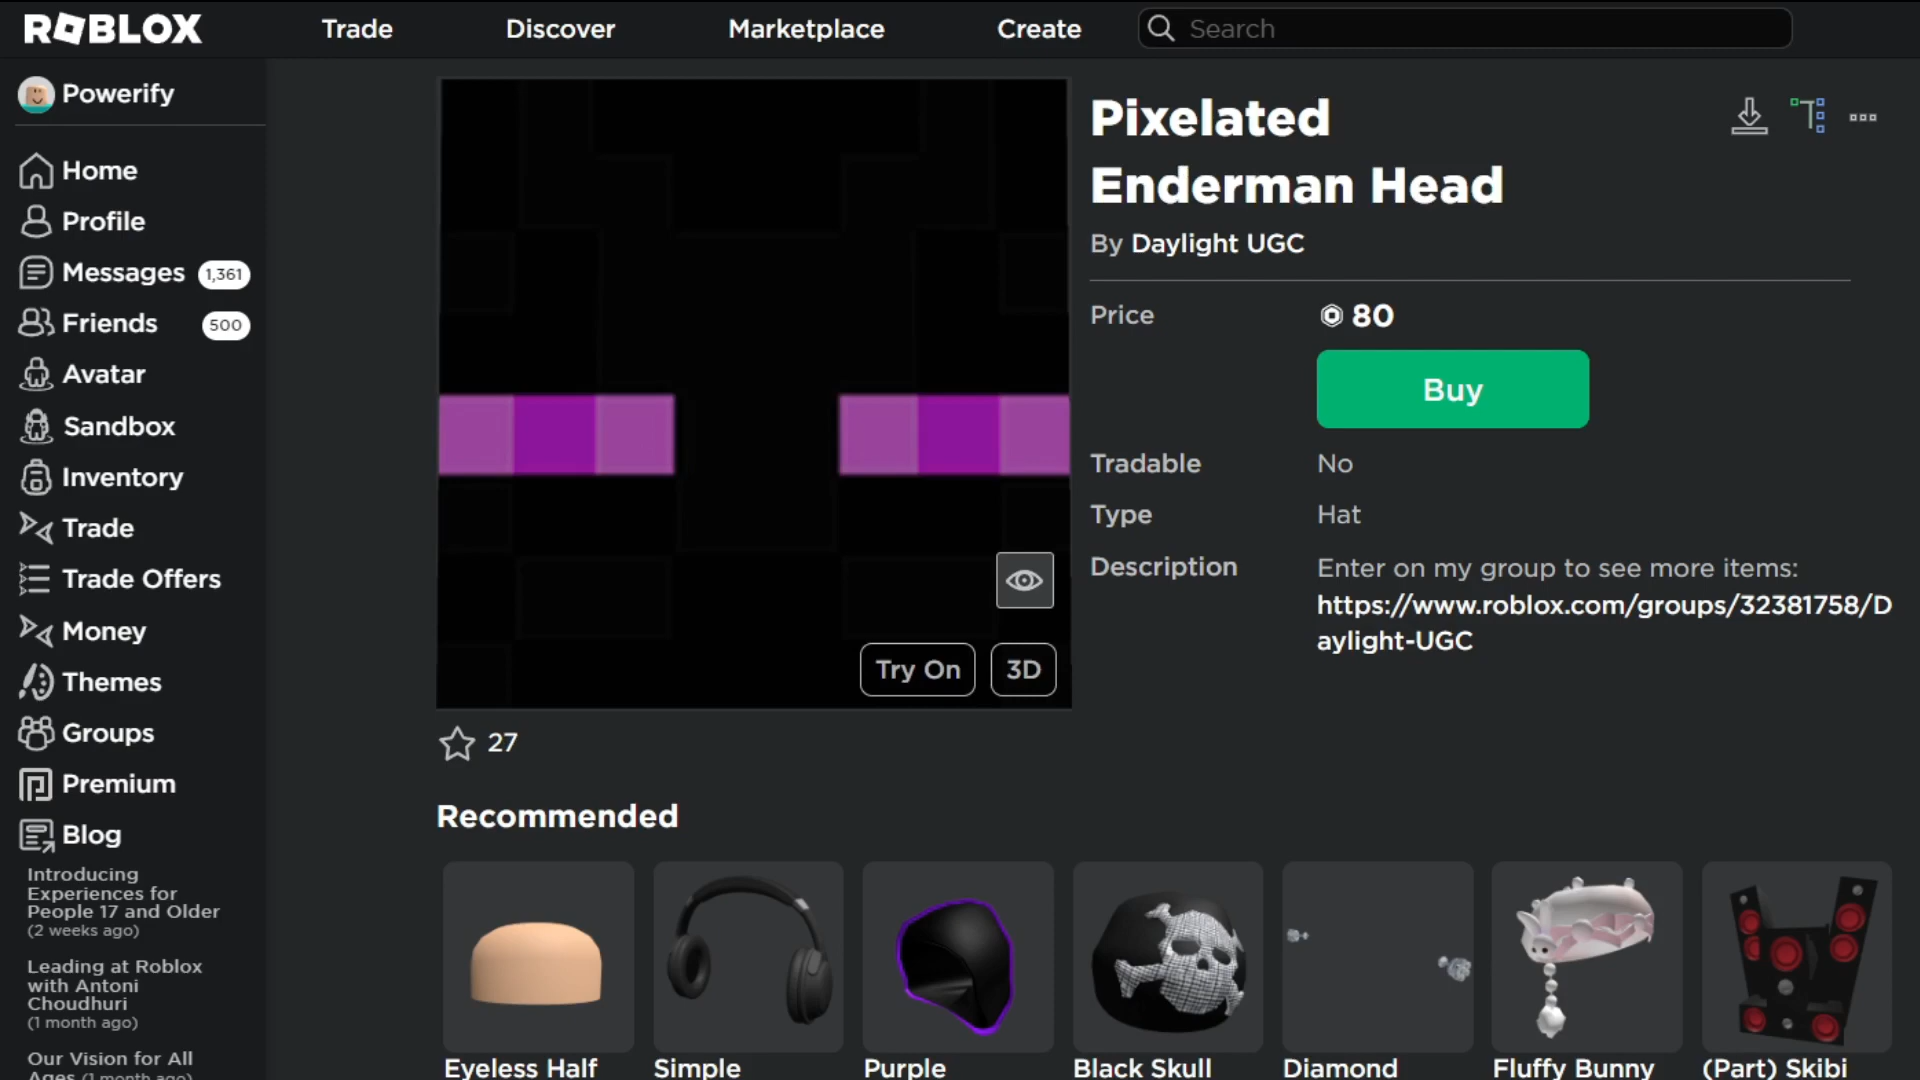 ROBLOX
Trade
Discover
Marketplace
Create
Search
Powerify
Home
Profile
Messages 1,361
Friends 500
Avatar
Sandbox
Inventory
Trade
Trade Offers
Money
Themes
Groups
Premium
Blog
Introducing
Experiences for
People 17 and Older
(2 weeks ago)
Leading at Roblox
with Antoni
Choudhuri
(1 month ago)
Our Vision for All
Ages (1 month ago)
Try On
3D
27
Pixelated
Enderman Head
By Daylight UGC
Price 80
Buy
Tradable No
Type Hat
Description Enter on my group to see more items:
https://www.roblox.com/groups/32381758/D
aylight-UGC
Recommended
Eyeless Half
Simple
Purple
Black Skull
Diamond
Fluffy Bunny
(Part) Skibi